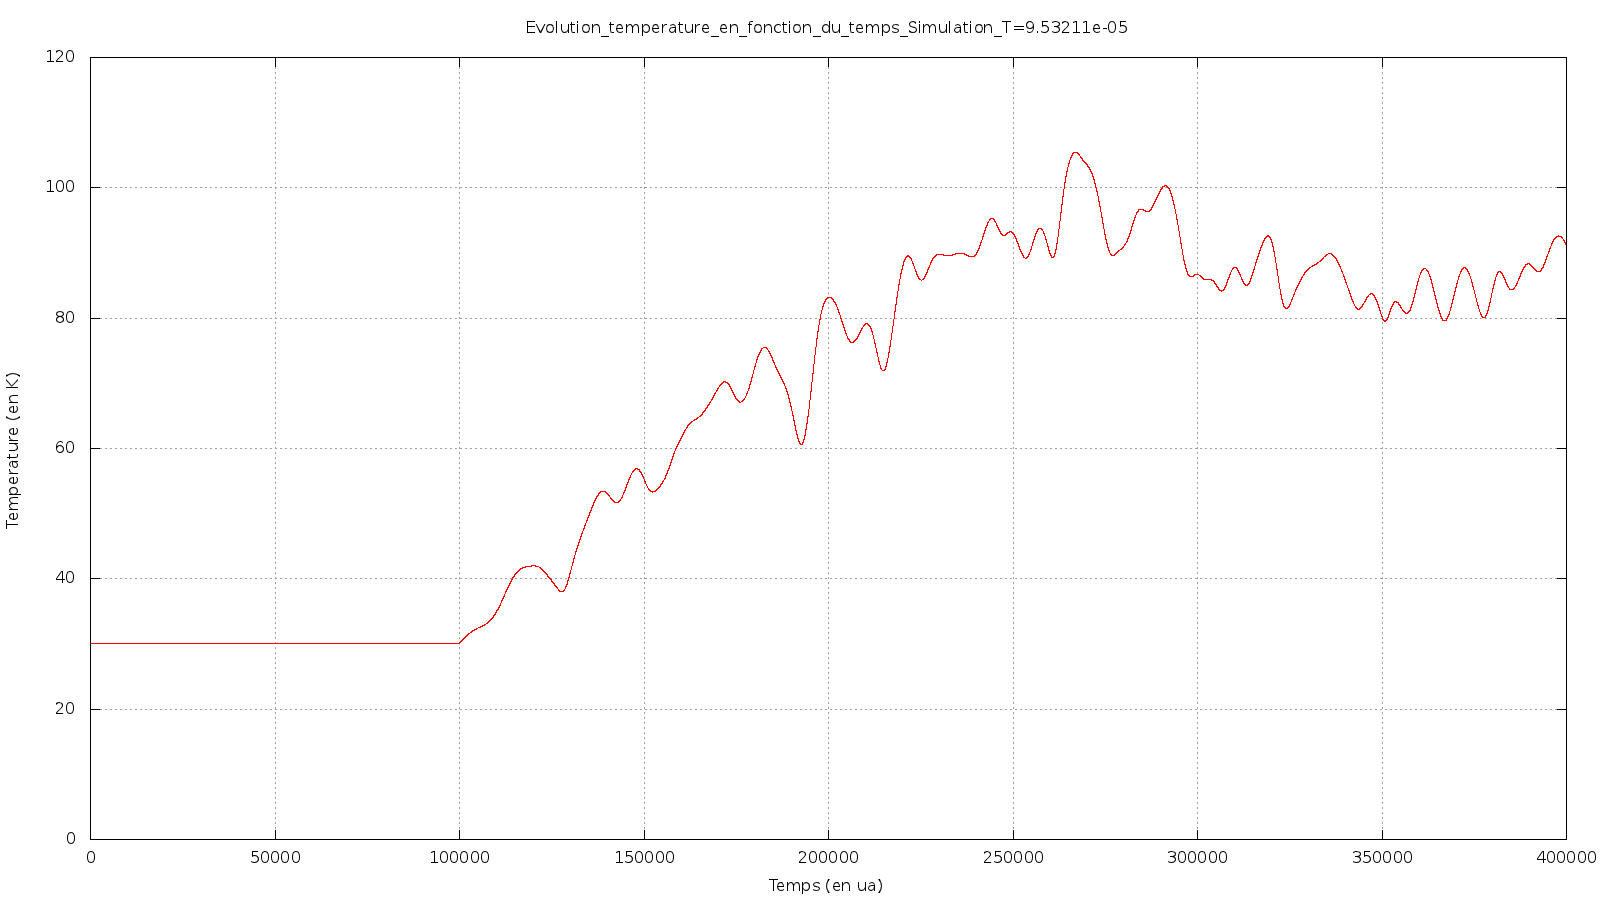 Evolution_temperature_en_fonction_du_temps_Simulation_T=9.53211e-05
120
100
80
60
40
20
0
Temperature (en K)
0 50000 100000 150000 200000 250000 300000 350000 400000
Temps (en ua)